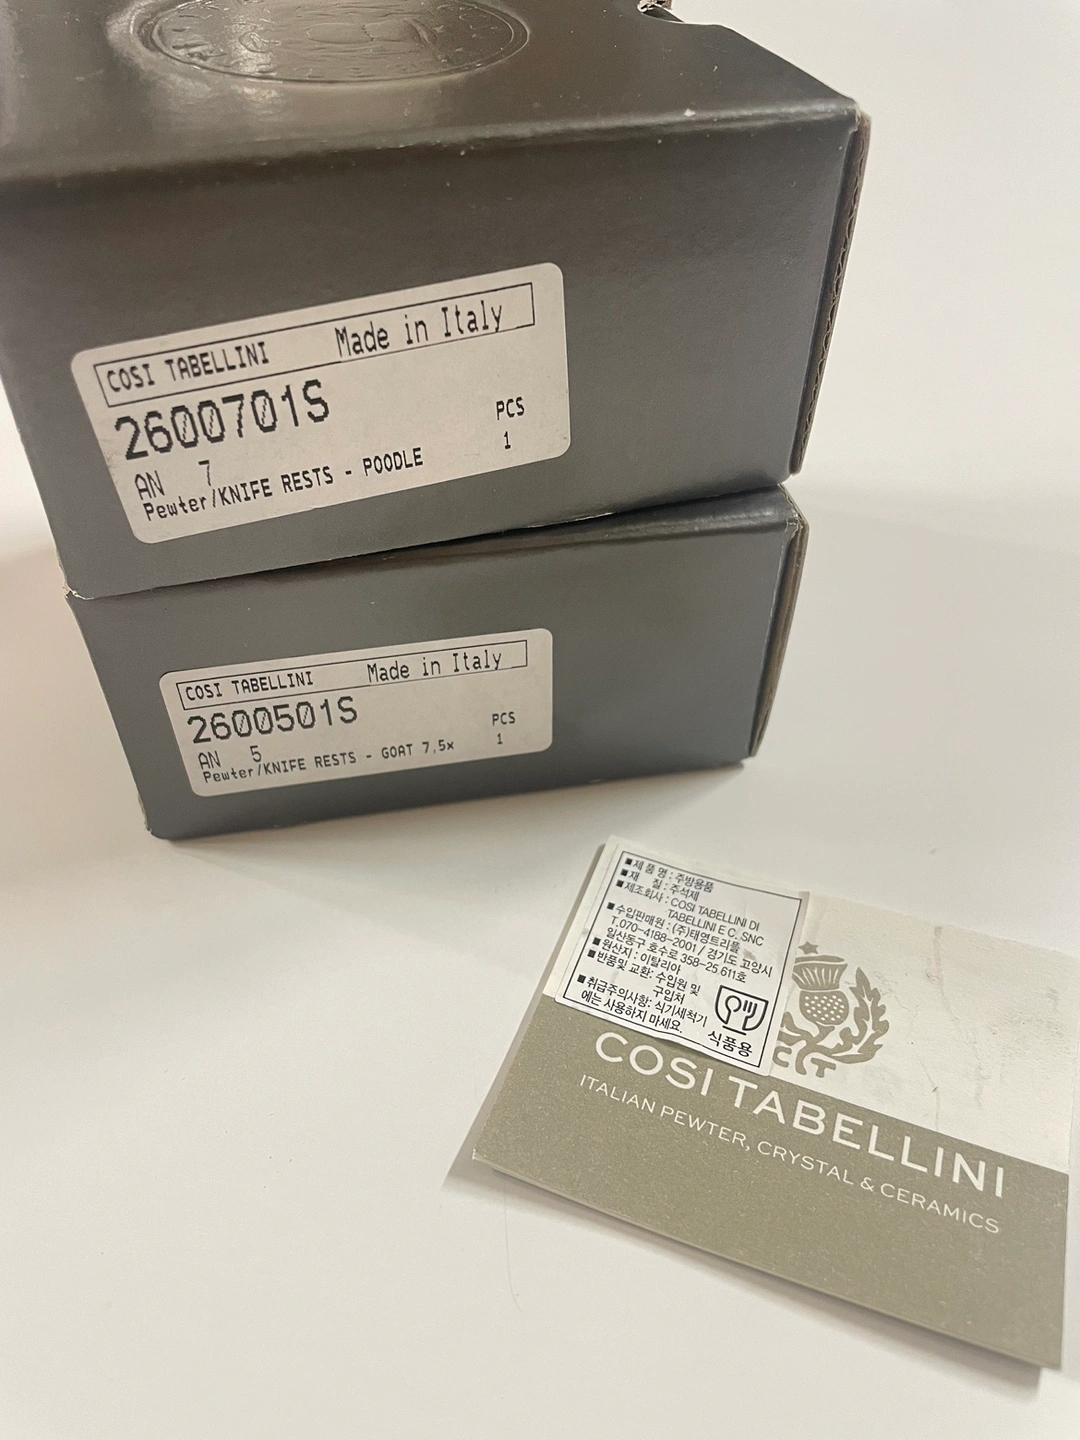 COSI TABELLINI Made in Italy
2600701S
PCS
AN 7 1
Pewter/KNIFE RESTS - POODLE
COSI TABELLINI Made in Italy
2600501S
PCS
AN 5 1
Pewter/KNIFE RESTS - GOAT 7,5x
■제 품 명 : 주방용품
■재 질 : 주석제
■제조회사 : COSI TABELLINI DI
TABELLINI E C. SNC
■수입판매원 : (주)태영트리플
T.070-4188-2001 / 경기도 고양시
일산동구 호수로 358-25 611호
■원산지 : 이탈리아
■반품및 교환: 수입원 및
구입처
■취급주의사항: 식기세척기
에는 사용하지 마세요.
식품용
CT
COSI TABELLINI
ITALIAN PEWTER, CRYSTAL & CERAMICS